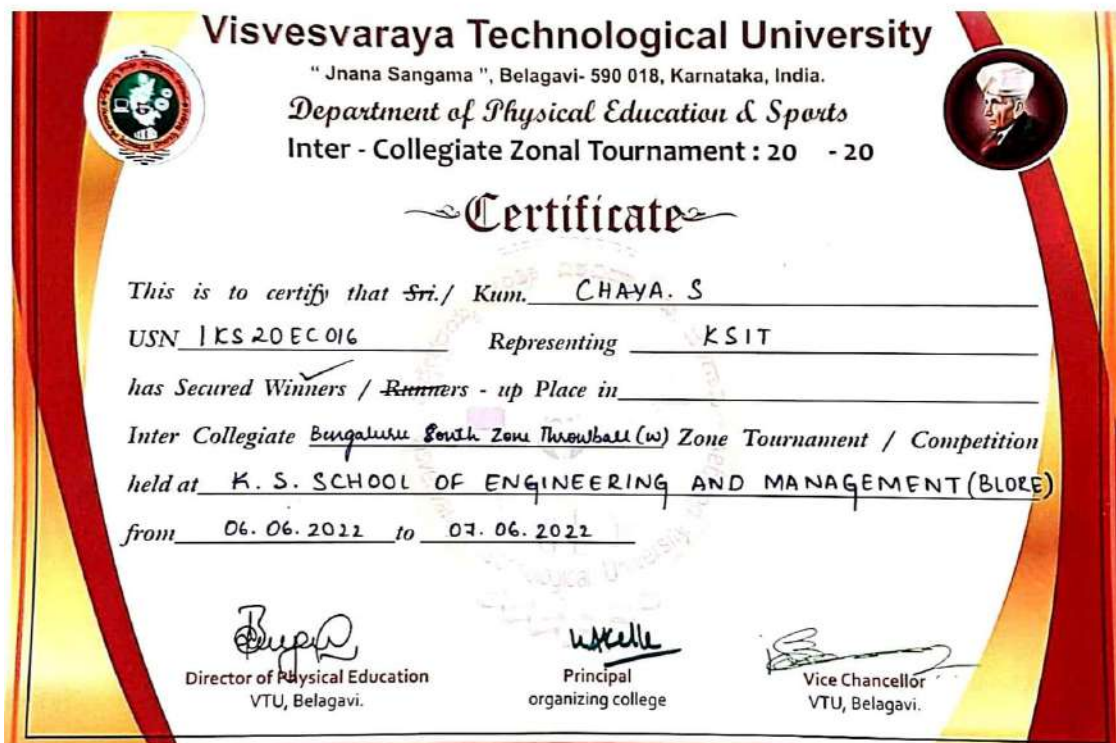 Visvesvaraya Technological University
“ Jnana Sangama ”, Belagavi- 590 018, Karnataka, India.
Department of Physical Education & Sports
Inter - Collegiate Zonal Tournament : 20 - 20
Certificate
This is to certify that Sri./ Kum. CHAYA. S
USN 1KS20EC016 Representing KSIT
has Secured Winners / Runners - up Place in
Inter Collegiate Bengaluru South Zone Throwball (W) Zone Tournament / Competition
held at K. S. SCHOOL OF ENGINEERING AND MANAGEMENT (BLORE)
from 06. 06. 2022 to 07. 06. 2022
Director of Physical Education Principal Vice Chancellor
VTU, Belagavi. organizing college VTU, Belagavi.